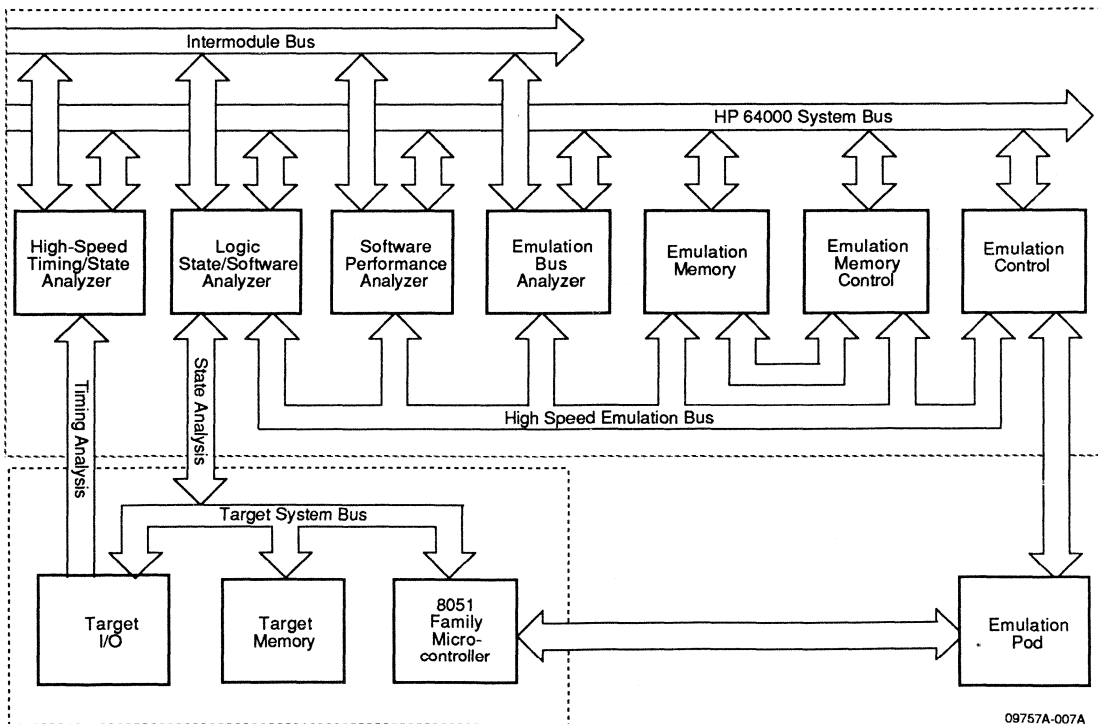 Intermodule Bus
HP 64000 System Bus
High-Speed
Timing/State
Analyzer
Logic
State/Software
Analyzer
Software
Performance
Analyzer
Emulation
Bus
Analyzer
Emulation
Memory
Emulation
Memory
Control
Emulation
Control
Timing Analysis
State Analysis
High Speed Emulation Bus
Target System Bus
Target
I/O
Target
Memory
8051
Family
Micro-
controller
Emulation
Pod
09757A-007A